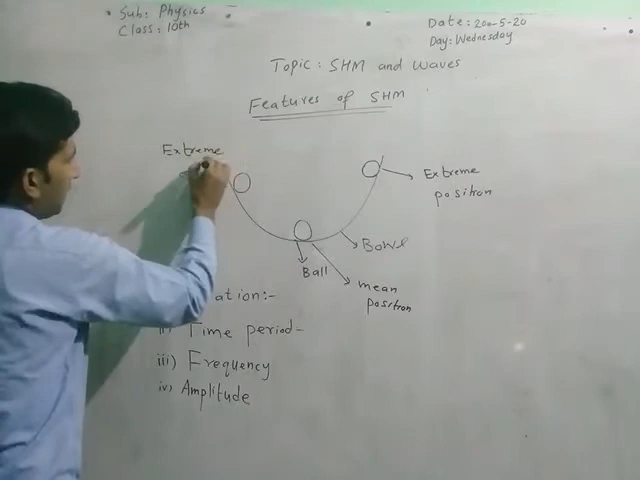 Sub: Physics
Class: 10th
Date: 20-5-20
Day: Wednesday
Topic: SHM and Waves
Features of SHM
Extreme
Extreme
position
Bowl
Ball
mean
position
ation:-
Time period-
iii) Frequency
iv) Amplitude